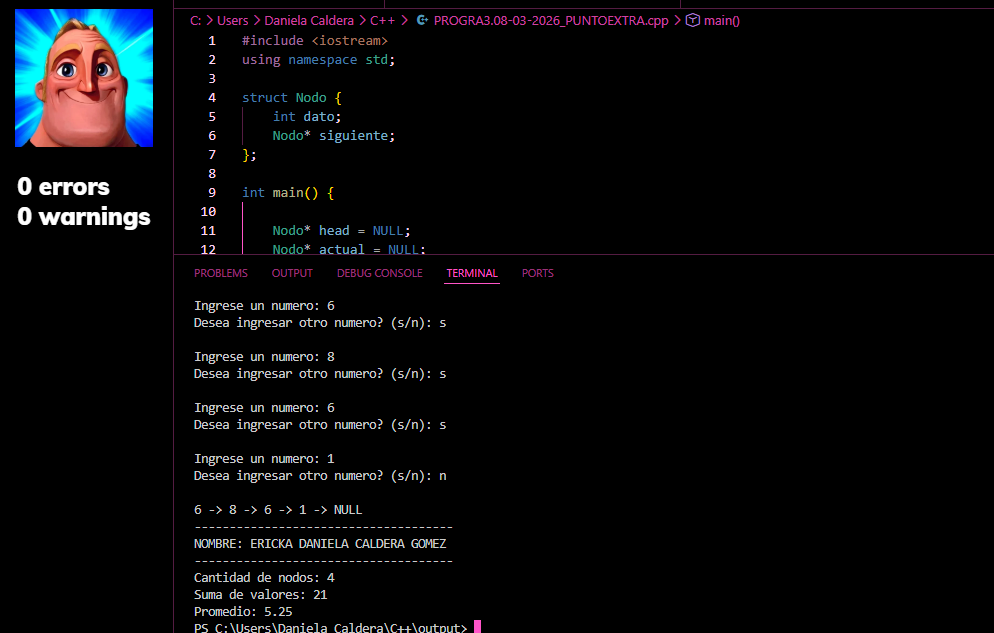 0 errors
0 warnings
C: > Users > Daniela Caldera > C++ > PROGRA3.08-03-2026_PUNTOEXTRA.cpp > main()
1 #include <iostream>
2 using namespace std;
3
4 struct Nodo {
5 int dato;
6 Nodo* siguiente;
7 };
8
9 int main() {
10
11 Nodo* head = NULL;
12 Nodo* actual = NULL;
PROBLEMS OUTPUT DEBUG CONSOLE TERMINAL PORTS
Ingrese un numero: 6
Desea ingresar otro numero? (s/n): s
Ingrese un numero: 8
Desea ingresar otro numero? (s/n): s
Ingrese un numero: 6
Desea ingresar otro numero? (s/n): s
Ingrese un numero: 1
Desea ingresar otro numero? (s/n): n
6 -> 8 -> 6 -> 1 -> NULL
-------------------------------------
NOMBRE: ERICKA DANIELA CALDERA GOMEZ
-------------------------------------
Cantidad de nodos: 4
Suma de valores: 21
Promedio: 5.25
PS C:\Users\Daniela Caldera\C++\output>